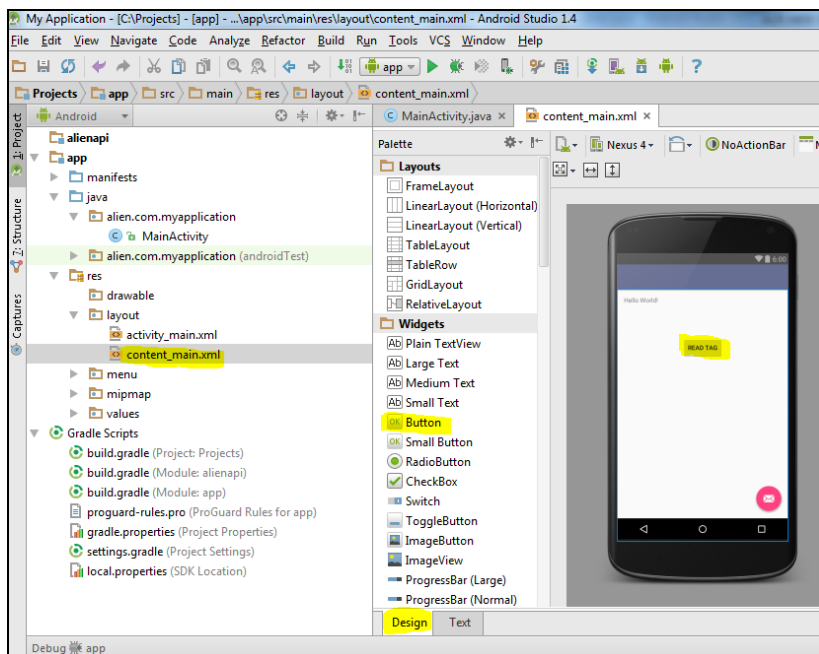 My Application - [C:\Projects] - [app] - ...\app\src\main\res\layout\content_main.xml - Android Studio 1.4
File Edit View Navigate Code Analyze Refactor Build Run Tools VCS Window Help
app
Projects app src main res layout content_main.xml
1: Project
Z: Structure
Captures
Android
alienapi
app
manifests
java
alien.com.myapplication
MainActivity
alien.com.myapplication (androidTest)
res
drawable
layout
activity_main.xml
content_main.xml
menu
mipmap
values
Gradle Scripts
build.gradle (Project: Projects)
build.gradle (Module: alienapi)
build.gradle (Module: app)
proguard-rules.pro (ProGuard Rules for app)
gradle.properties (Project Properties)
settings.gradle (Project Settings)
local.properties (SDK Location)
MainActivity.java content_main.xml
Palette
Layouts
FrameLayout
LinearLayout (Horizontal)
LinearLayout (Vertical)
TableLayout
TableRow
GridLayout
RelativeLayout
Widgets
Ab Plain TextView
Ab Large Text
Ab Medium Text
Ab Small Text
OK Button
OK Small Button
RadioButton
CheckBox
Switch
ToggleButton
ImageButton
ImageView
ProgressBar (Large)
ProgressBar (Normal)
Design Text
Nexus 4 NoActionBar
6:00
Hello World!
READ TAG
Debug app